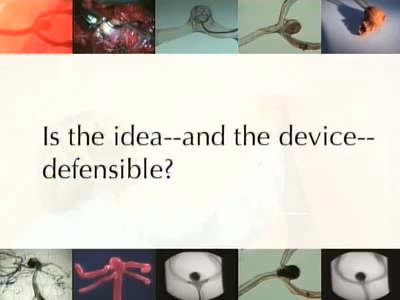 Is the idea--and the device--
defensible?